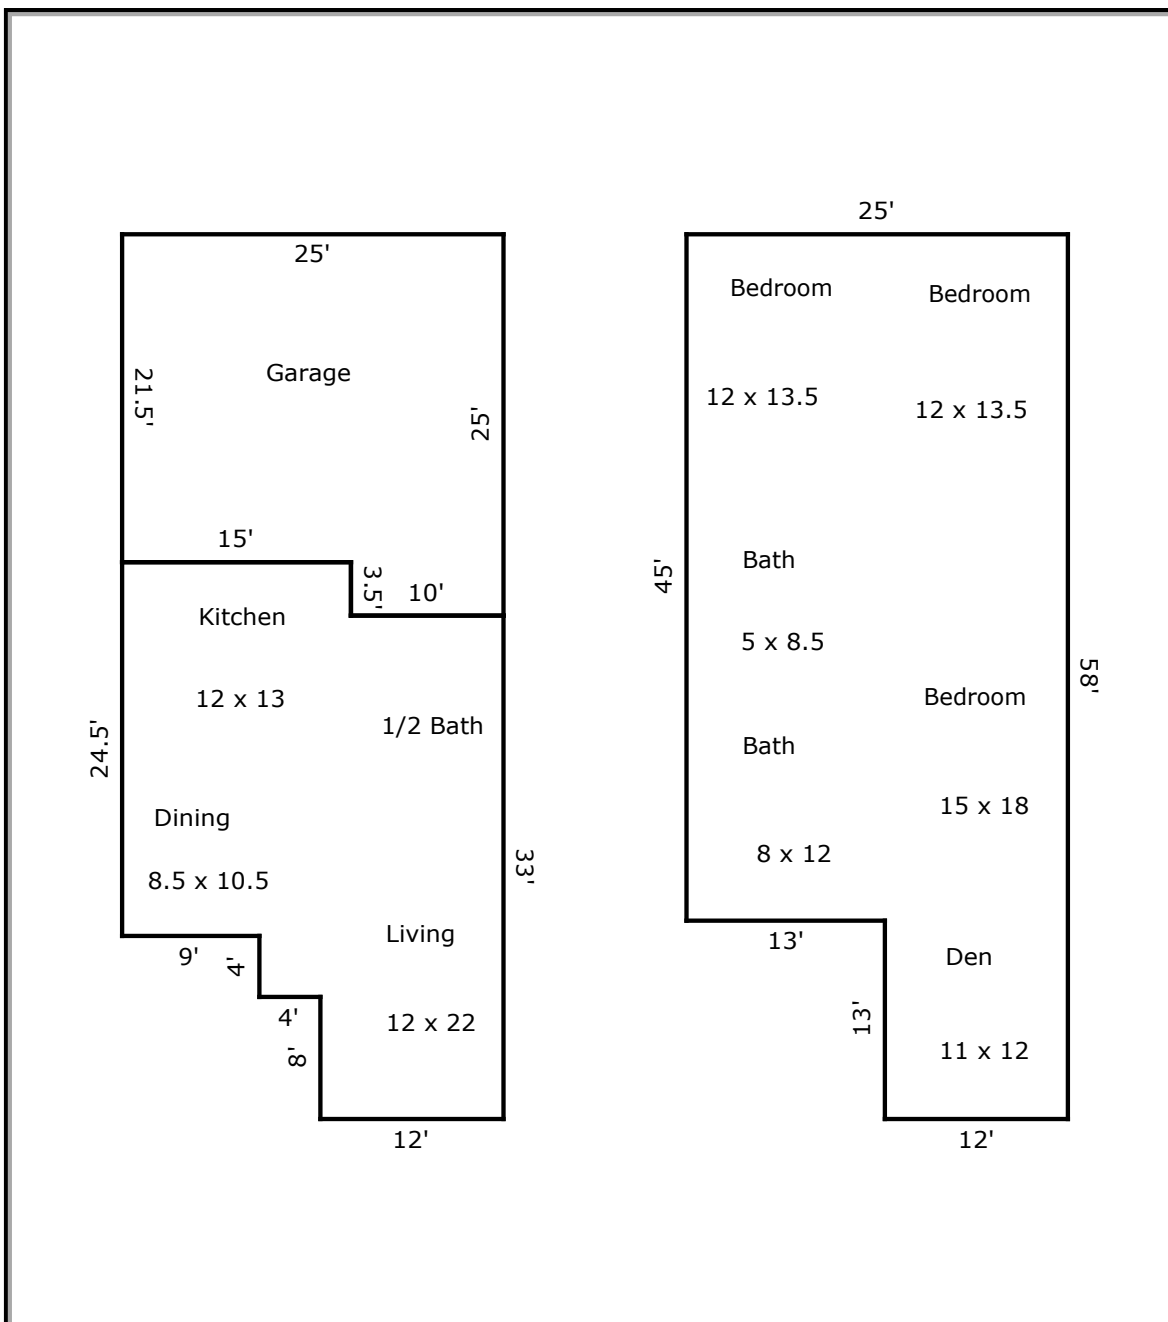 25'
Garage
21.5'
25'
15'
3.5'
10'
Kitchen
12 x 13
1/2 Bath
24.5'
Dining
8.5 x 10.5
33'
9'
4'
Living
4'
12 x 22
8'
12'
25'
Bedroom
Bedroom
12 x 13.5
12 x 13.5
45'
Bath
5 x 8.5
58'
Bedroom
Bath
15 x 18
8 x 12
13'
Den
13'
11 x 12
12'